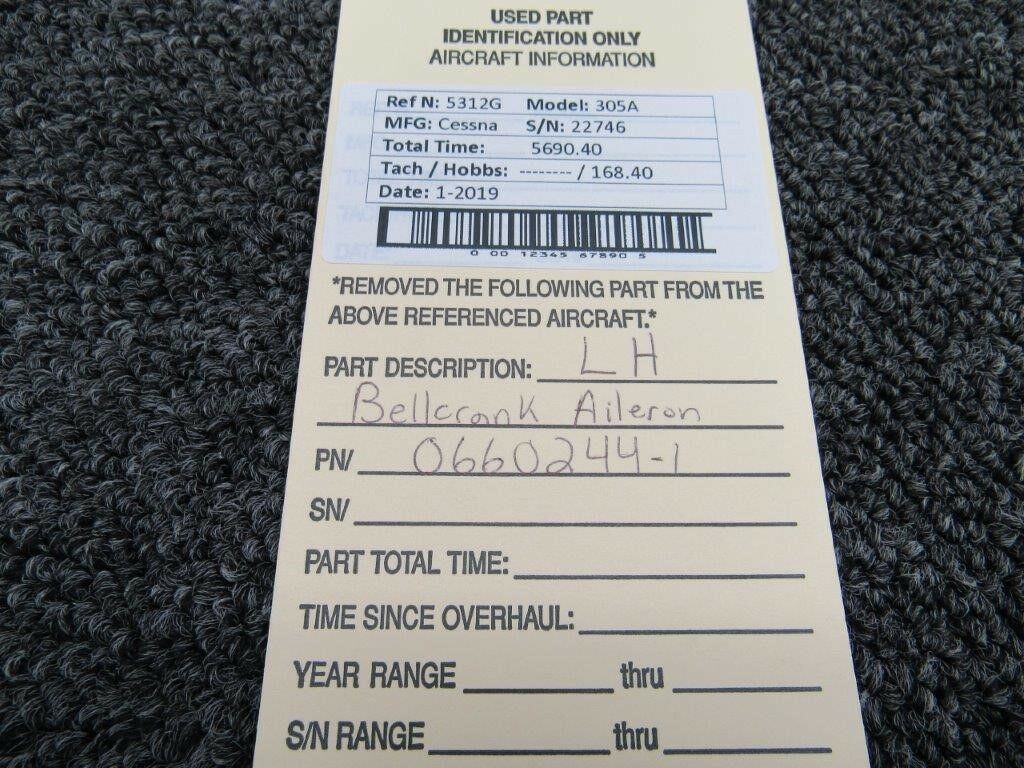 USED PART
IDENTIFICATION ONLY
AIRCRAFT INFORMATION
Ref N: 5312G Model: 305A
MFG: Cessna S/N: 22746
Total Time: 5690.40
Tach / Hobbs: -------- / 168.40
Date: 1-2019
0 00 12345 67890 5
*REMOVED THE FOLLOWING PART FROM THE
ABOVE REFERENCED AIRCRAFT.*
PART DESCRIPTION: LH
Bellcrank Aileron
PN/ 0660244-1
SN/
PART TOTAL TIME:
TIME SINCE OVERHAUL:
YEAR RANGE thru
S/N RANGE thru